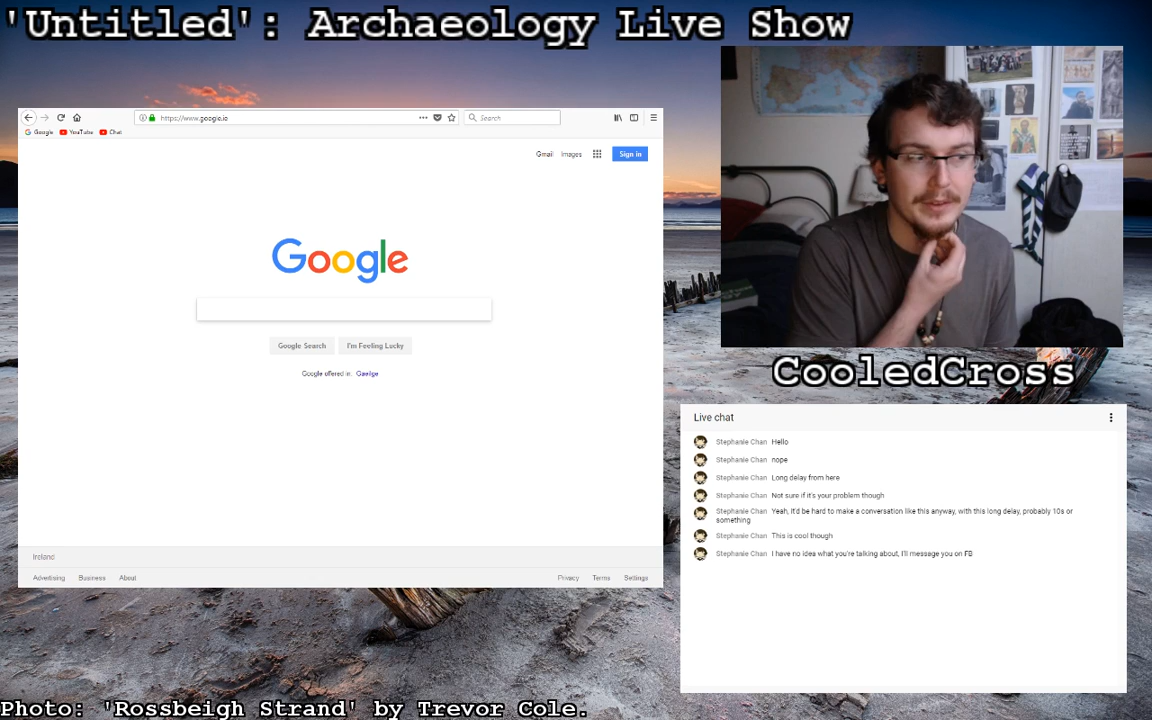 'Untitled': Archaeology Live Show
https://www.google.ie
Search
Google
YouTube
Chat
Gmail
Images
Sign in
Google
Google Search
I'm Feeling Lucky
Google offered in: Gaeilge
Ireland
Advertising
Business
About
Privacy
Terms
Settings
CooledCross
Live chat
Stephanie Chan Hello
Stephanie Chan nope
Stephanie Chan Long delay from here
Stephanie Chan Not sure if it's your problem though
Stephanie Chan Yeah, it'd be hard to make a conversation like this anyway, with this long delay, probably 10s or
something
Stephanie Chan This is cool though
Stephanie Chan I have no idea what you're talking about, I'll message you on FB
Photo: 'Rossbeigh Strand' by Trevor Cole.